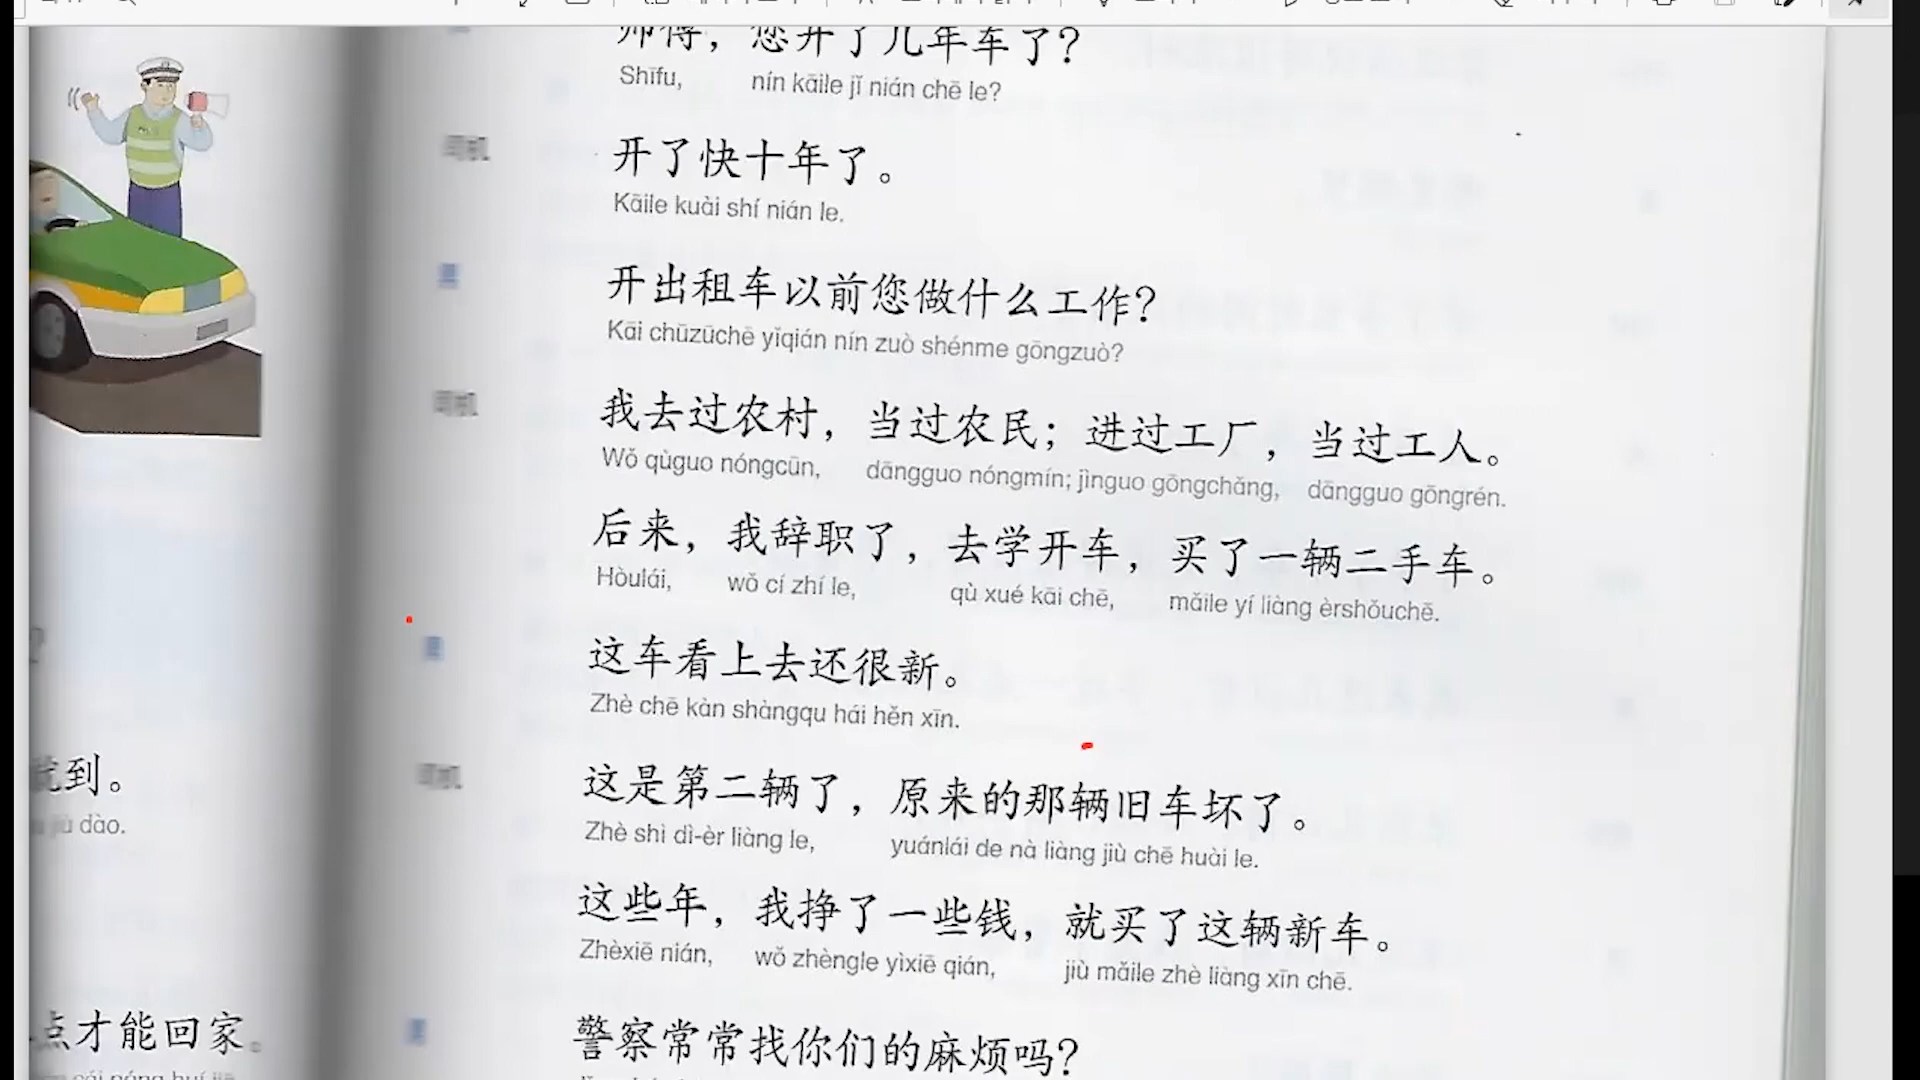 师傅，您开了几年车了？
Shīfu, nín kāile jǐ nián chē le?
司机 开了快十年了。
Kāile kuài shí nián le.
开出租车以前您做什么工作？
Kāi chūzūchē yǐqián nín zuò shénme gōngzuò?
司机 我去过农村，当过农民；进过工厂，当过工人。
Wǒ qùguo nóngcūn, dāngguo nóngmín; jìnguo gōngchǎng, dāngguo gōngrén.
后来，我辞职了，去学开车，买了一辆二手车。
Hòulái, wǒ cí zhí le, qù xué kāi chē, mǎile yí liàng èrshǒuchē.
这车看上去还很新。
Zhè chē kàn shàngqu hái hěn xīn.
司机 这是第二辆了，原来的那辆旧车坏了。
Zhè shì dì-èr liàng le, yuánlái de nà liàng jiù chē huài le.
这些年，我挣了一些钱，就买了这辆新车。
Zhèxiē nián, wǒ zhèngle yìxiē qián, jiù mǎile zhè liàng xīn chē.
警察常常找你们的麻烦吗？
就到。
jiù dào.
点才能回家。